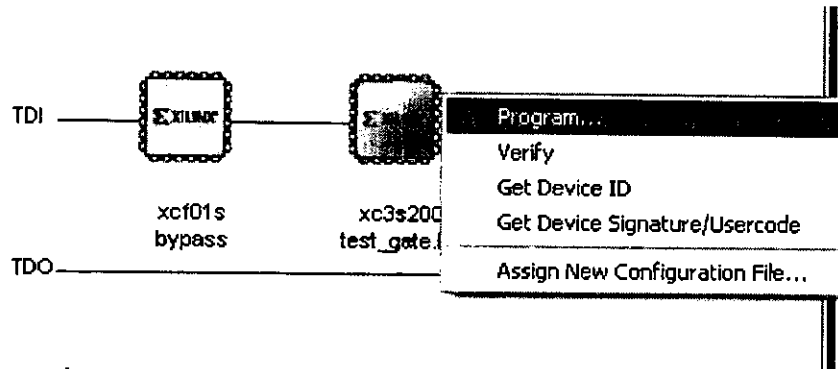 TDI
ΣXILINX
Σ
xcf01s
bypass
xc3s200
test_gate.
TDO
Program...
Verify
Get Device ID
Get Device Signature/Usercode
Assign New Configuration File...